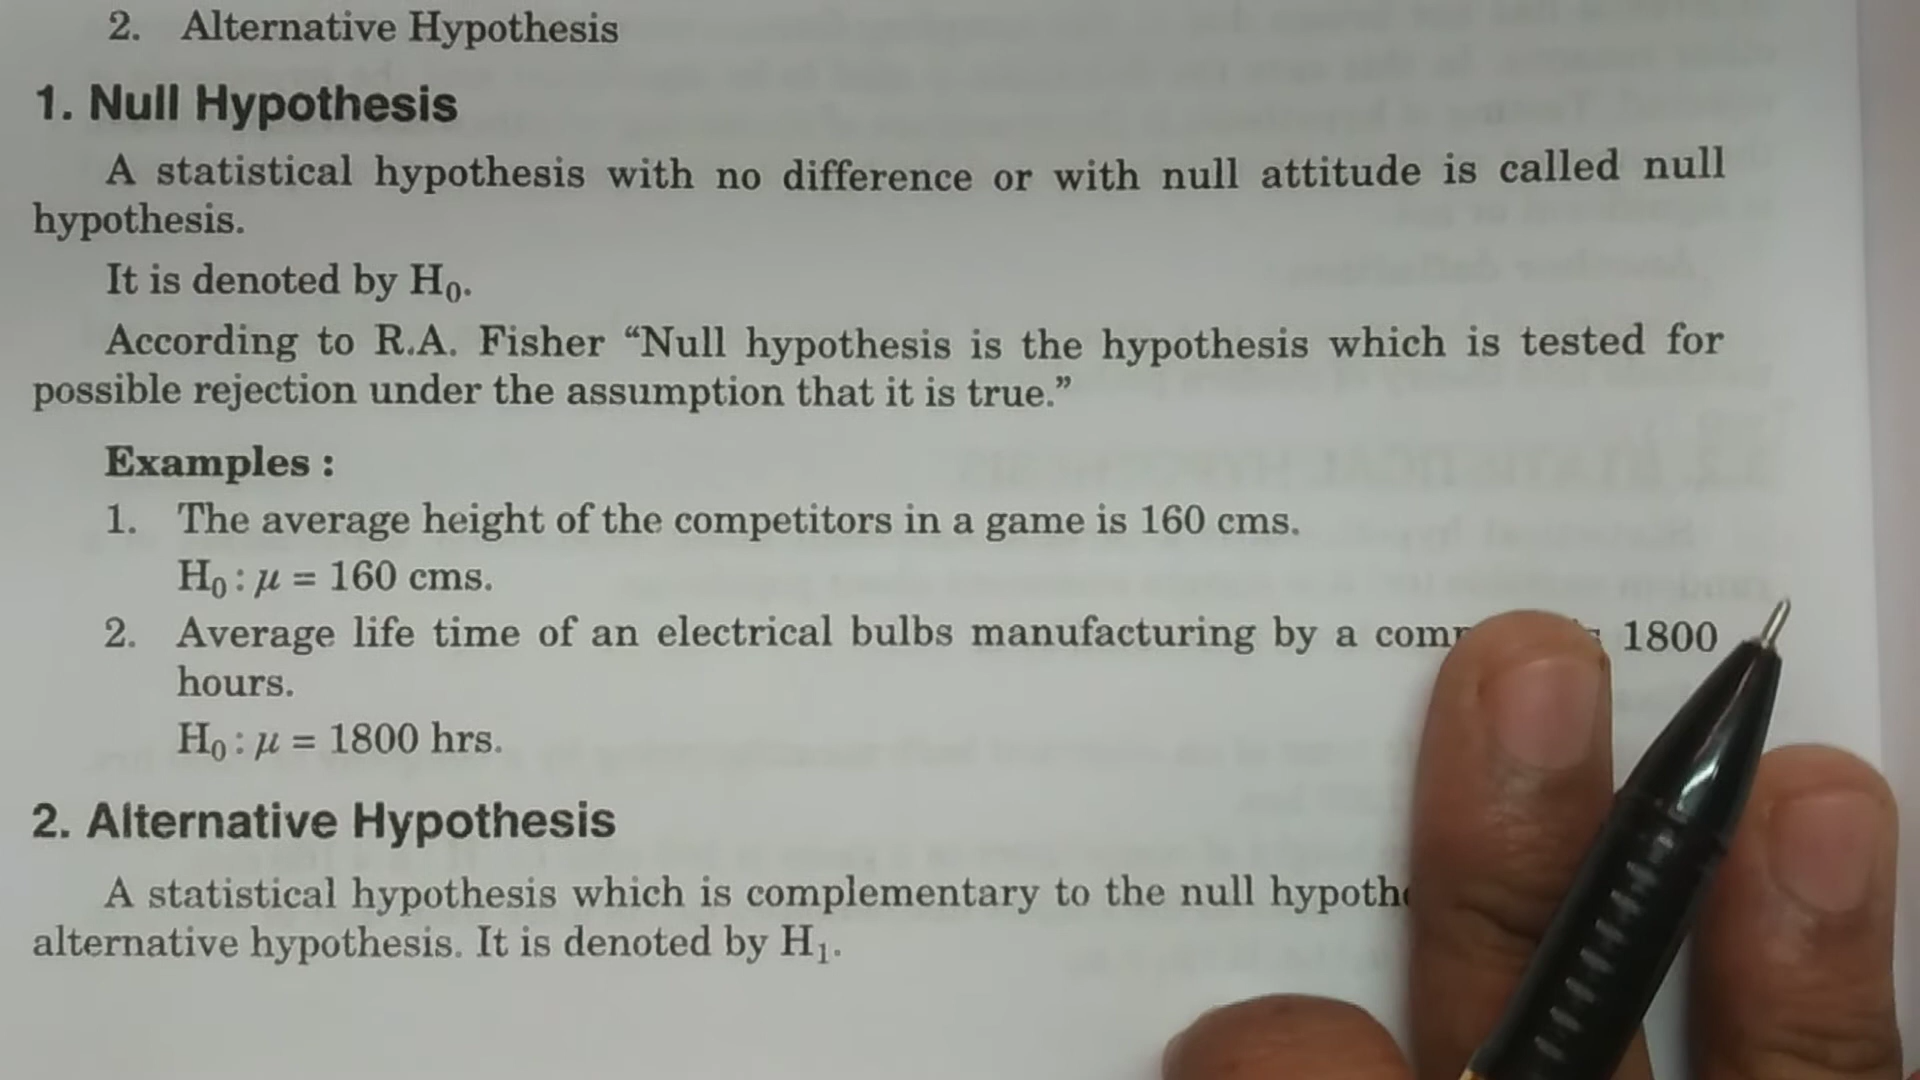 2. Alternative Hypothesis
1. Null Hypothesis
A statistical hypothesis with no difference or with null attitude is called null
hypothesis.
It is denoted by H₀.
According to R.A. Fisher “Null hypothesis is the hypothesis which is tested for
possible rejection under the assumption that it is true.”
Examples :
1. The average height of the competitors in a game is 160 cms.
H₀ : μ = 160 cms.
2. Average life time of an electrical bulbs manufacturing by a 1800
hours.
H₀ : μ = 1800 hrs.
2. Alternative Hypothesis
A statistical hypothesis which is complementary to the null
alternative hypothesis. It is denoted by H₁.